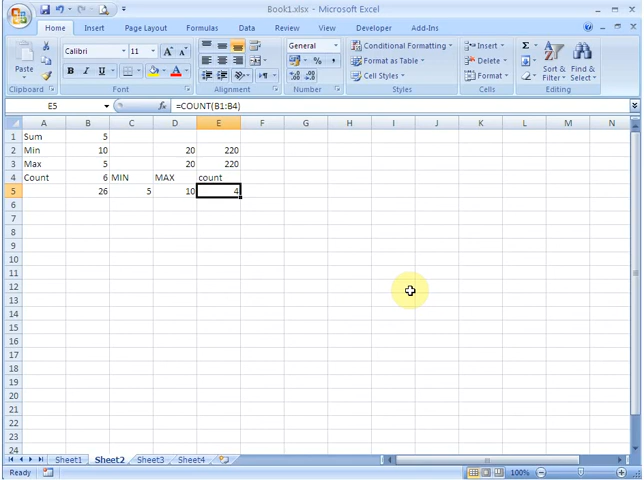 Book1.xlsx - Microsoft Excel
Home Insert Page Layout Formulas Data Review View Developer Add-Ins
Paste
Clipboard
Calibri 11 A A
B I U A
Font
Alignment
General
$ % ,
Number
Conditional Formatting
Format as Table
Cell Styles
Styles
Insert
Delete
Format
Cells
Σ
Sort & Filter
Find & Select
Editing
E5 fx =COUNT(B1:B4)
A B C D E F G H I J K L M N
1 Sum 5
2 Min 10 20 220
3 Max 5 20 220
4 Count 6 MIN MAX count
5 26 5 10 4
6
7
8
9
10
11
12
13
14
15
16
17
18
19
20
21
22
23
24
Sheet1 Sheet2 Sheet3 Sheet4
Ready 100%